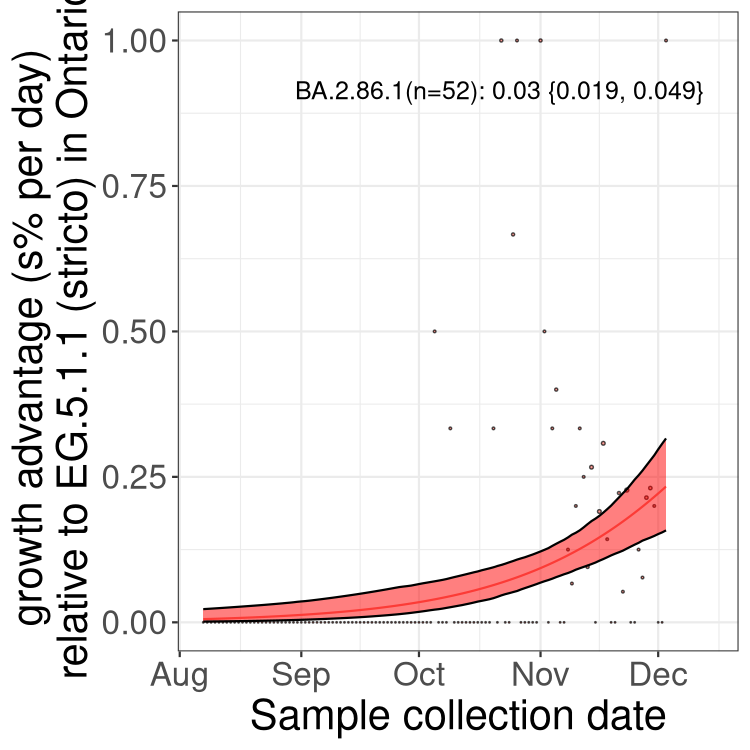 growth advantage (s% per day)
relative to EG.5.1.1 (stricto) in Ontario
1.00
BA.2.86.1(n=52): 0.03 {0.019, 0.049}
0.75
0.50
0.25
0.00
Aug Sep Oct Nov Dec
Sample collection date